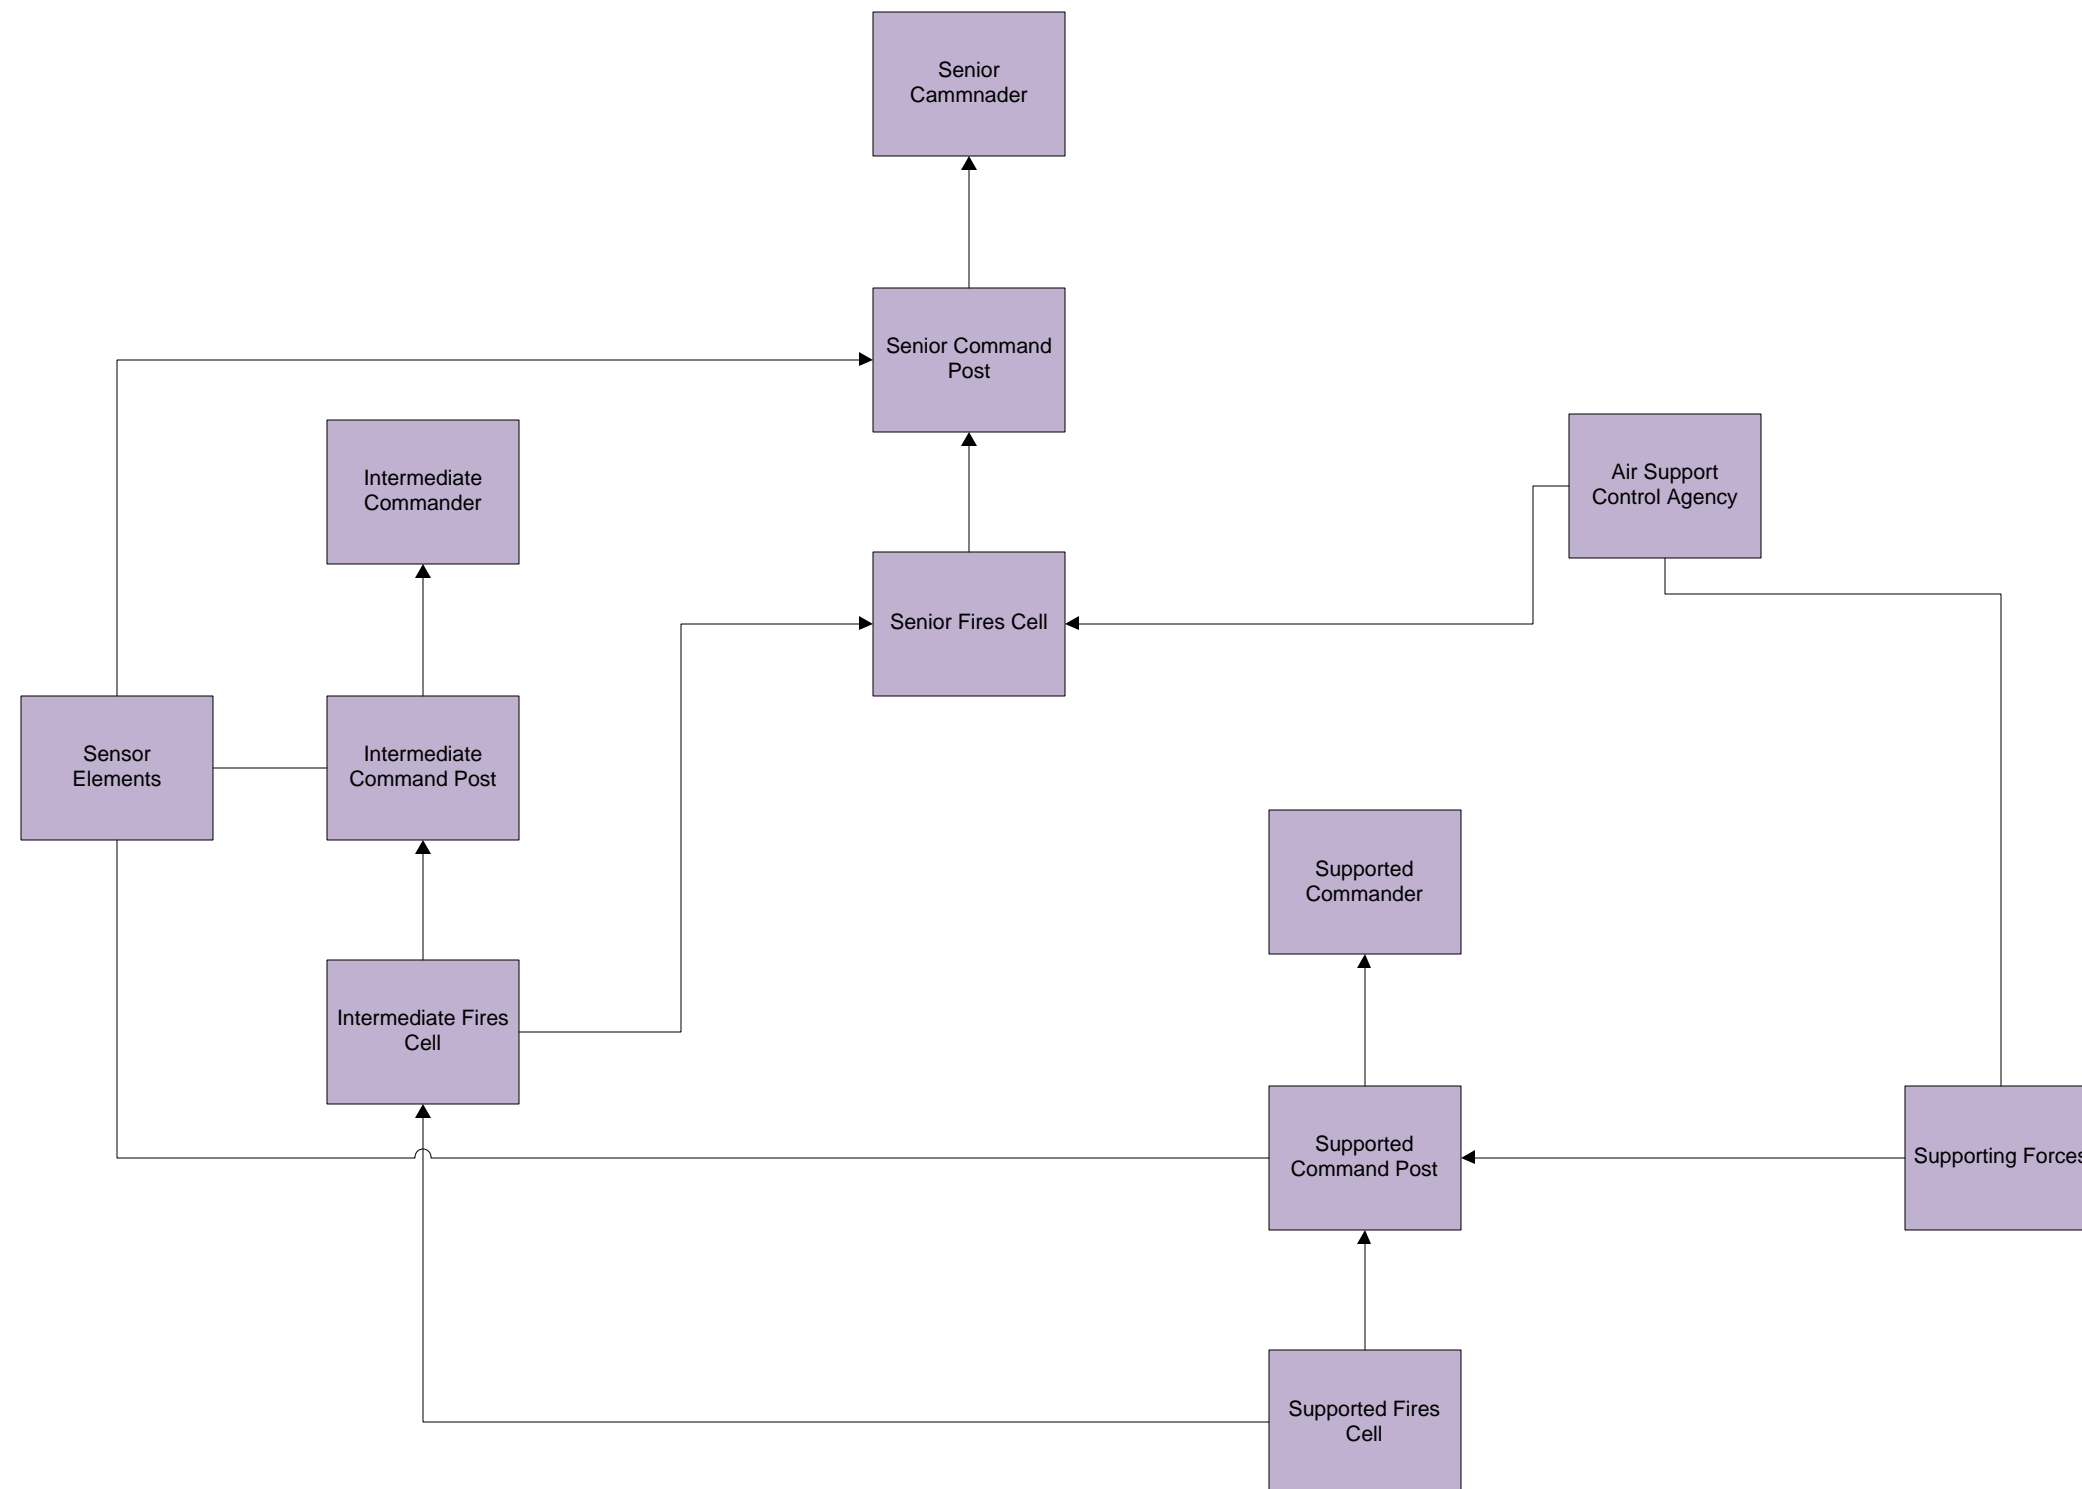 Senior
Cammnader
Senior Command
Post
Intermediate
Commander
Air Support
Control Agency
Senior Fires Cell
Sensor
Elements
Intermediate
Command Post
Supported
Commander
Intermediate Fires
Cell
Supported
Command Post
Supporting Forces
Supported Fires
Cell